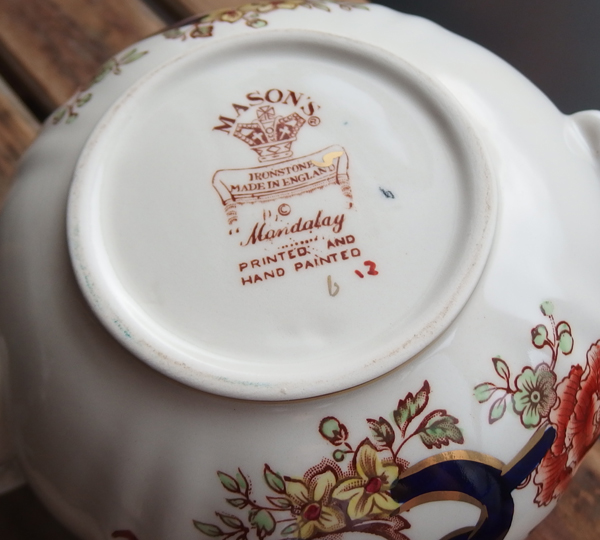 MASON'S
®
IRONSTONE
MADE IN ENGLAND
©
"Mandalay"
PRINTED AND
HAND PAINTED
12
b